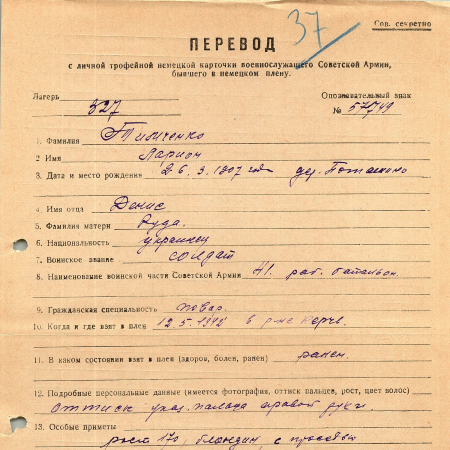 37
Сов. секретно
ПЕРЕВОД
с личной трофейной немецкой карточки военнослужащего Советской Армии,
бывшего в немецком плену.
Лагерь 327 Опознавательный знак
№ 57749
1. Фамилия Тимченко
2 Имя Ларион
3. Дата и место рождения 26.3.1907 года дер. Поташино
4 Имя отца Денис
5. Фамилия матери Руда.
6. Национальность украинец
7. Воинское звание солдат
8. Наименование воинской части Советской Армии раб. батальон.
9. Гражданская специальность повар.
10. Когда и где взят в плен 12.5.1942 в р-не Керчь.
11. В каком состоянии взят в плен (здоров, болен, ранен) ранен.
12. Подробные персональные данные (имеется фотография, оттиск пальцев, рост, цвет волос)
оттиск указ. пальца правой руки.
13. Особые приметы
рост 170, блондин с проседью